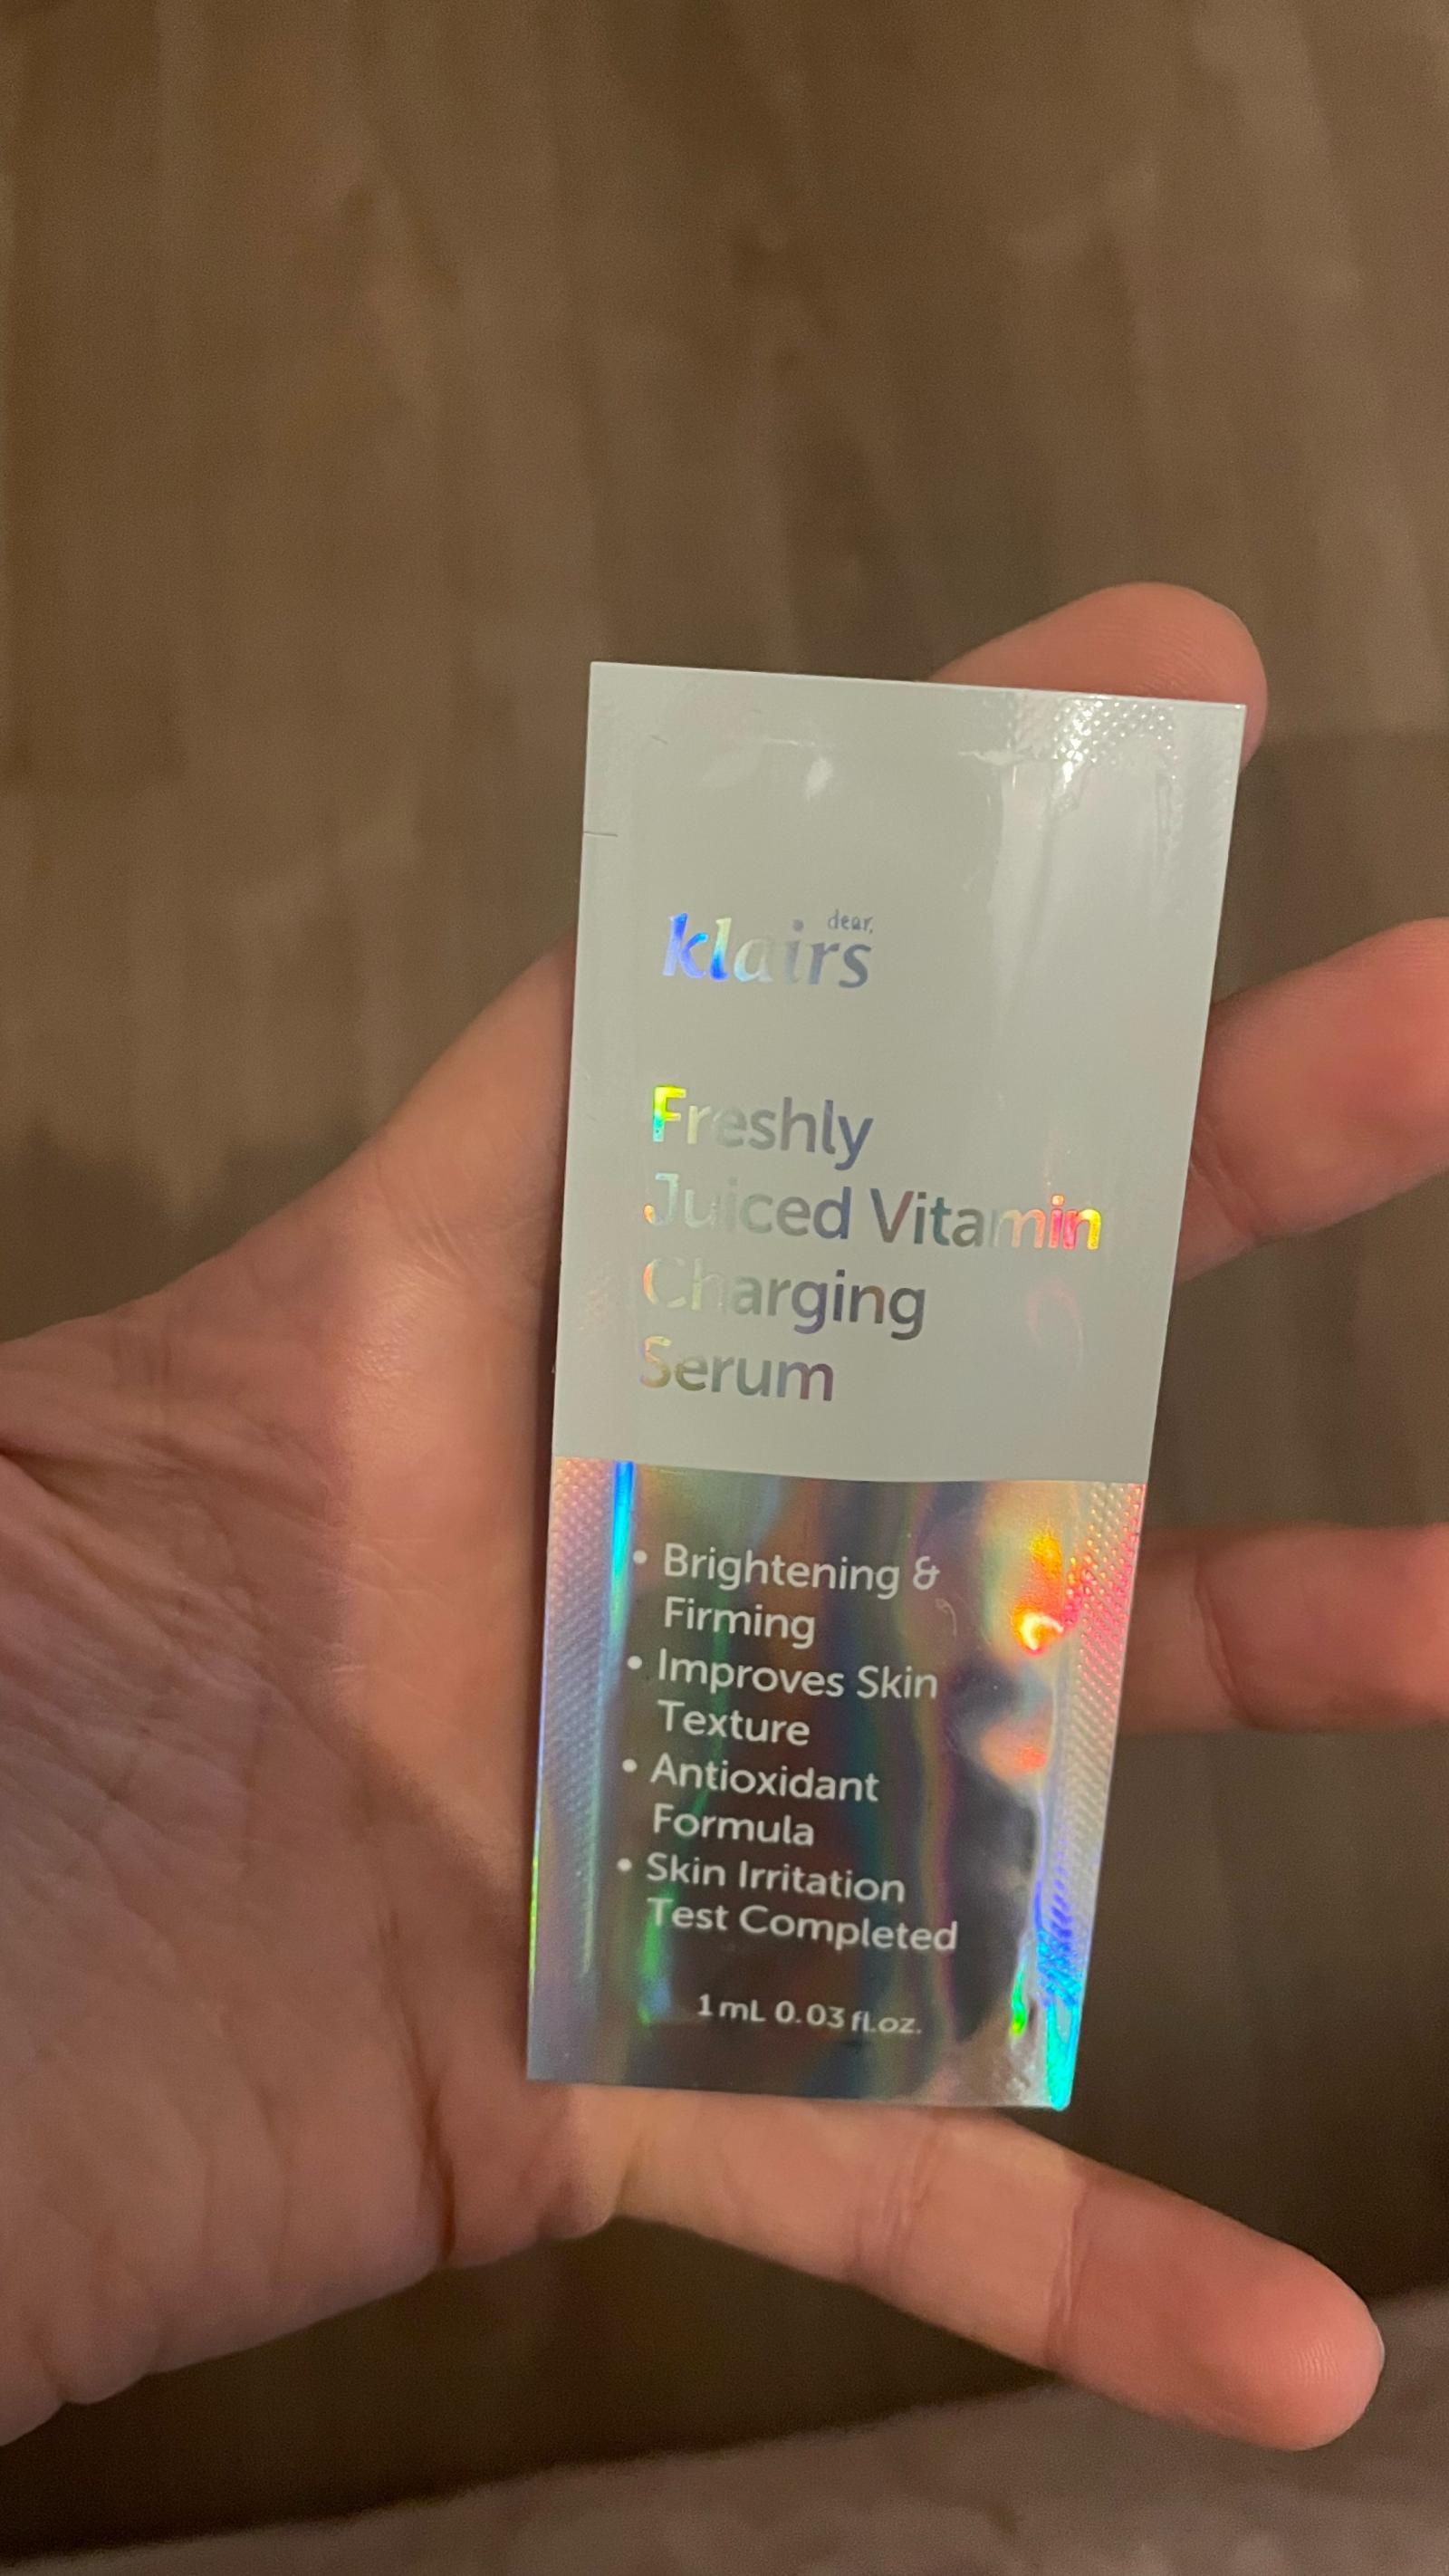 dear,
klairs
Freshly
Juiced Vitamin
Charging
Serum
• Brightening &
Firming
• Improves Skin
Texture
• Antioxidant
Formula
• Skin Irritation
Test Completed
1 mL 0.03 fl.oz.